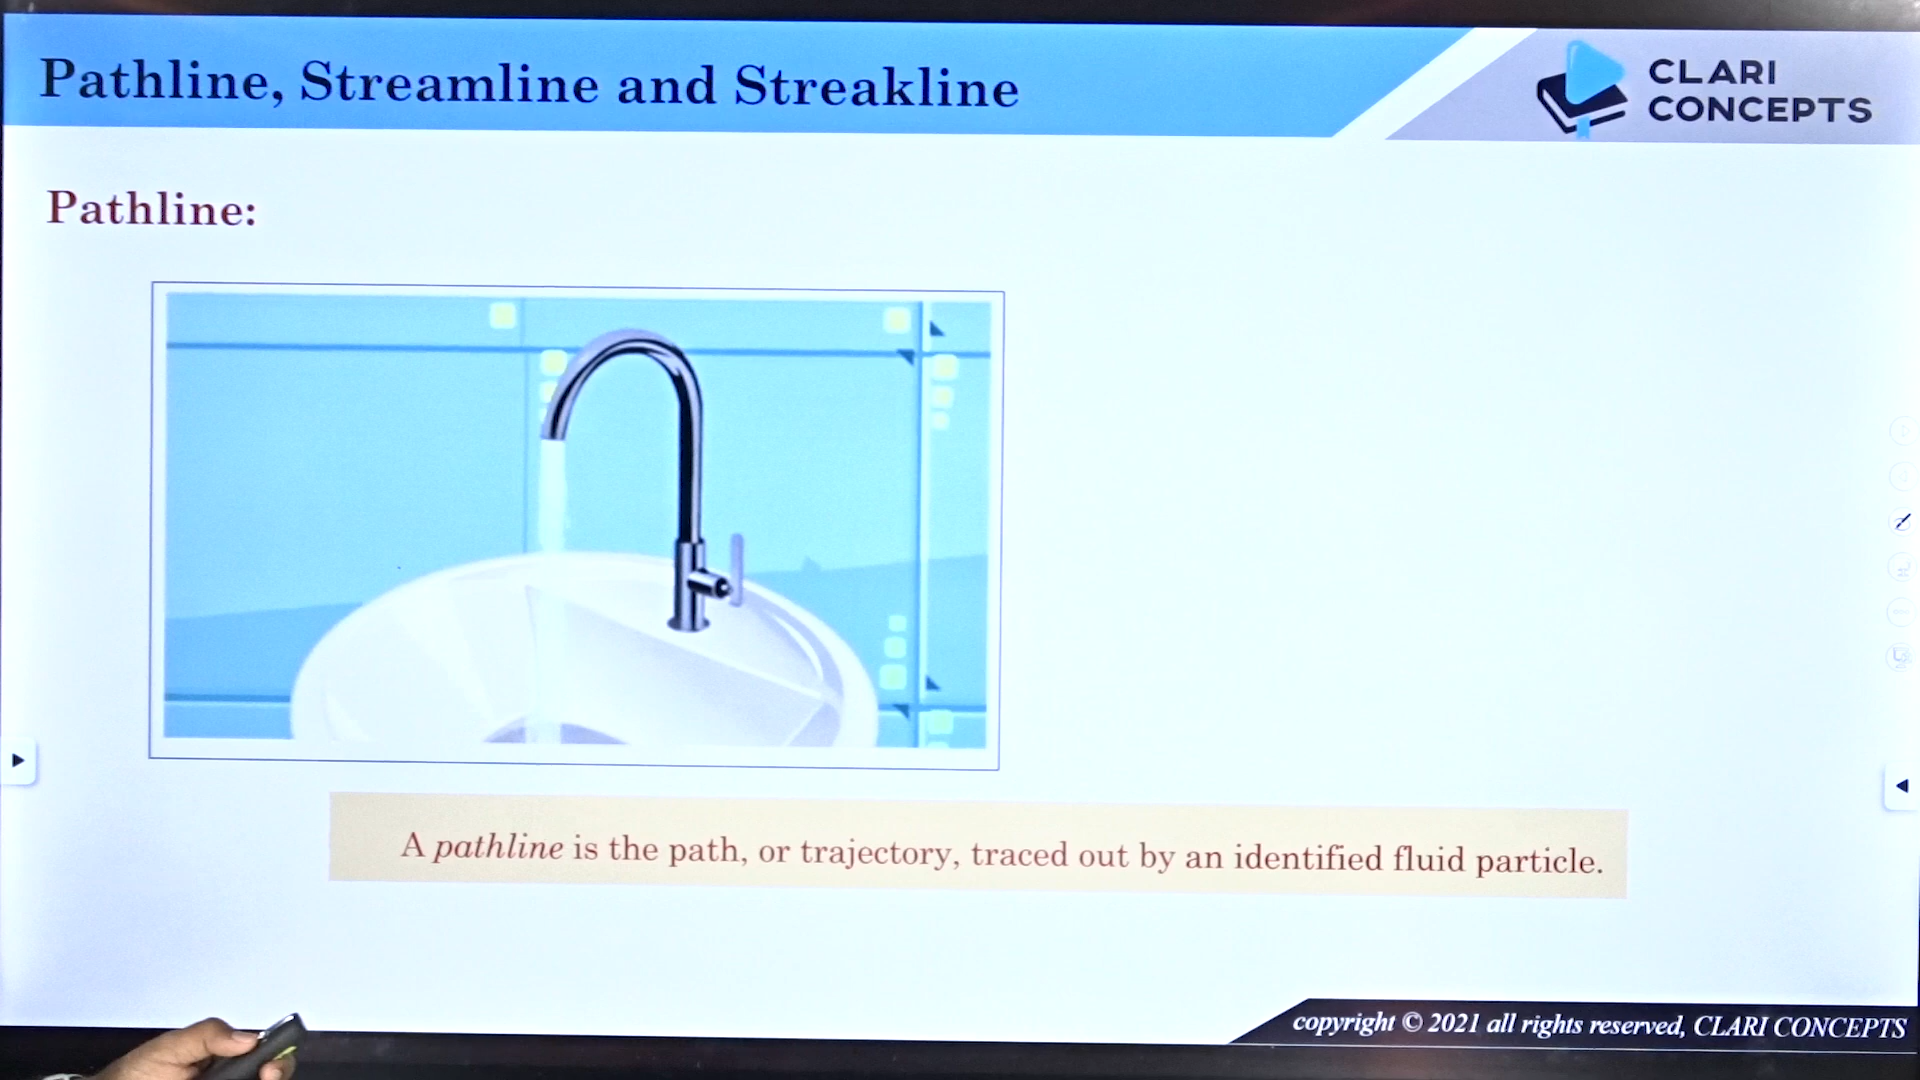 Pathline, Streamline and Streakline
CLARI
CONCEPTS
Pathline:
A pathline is the path, or trajectory, traced out by an identified fluid particle.
copyright © 2021 all rights reserved, CLARI CONCEPTS